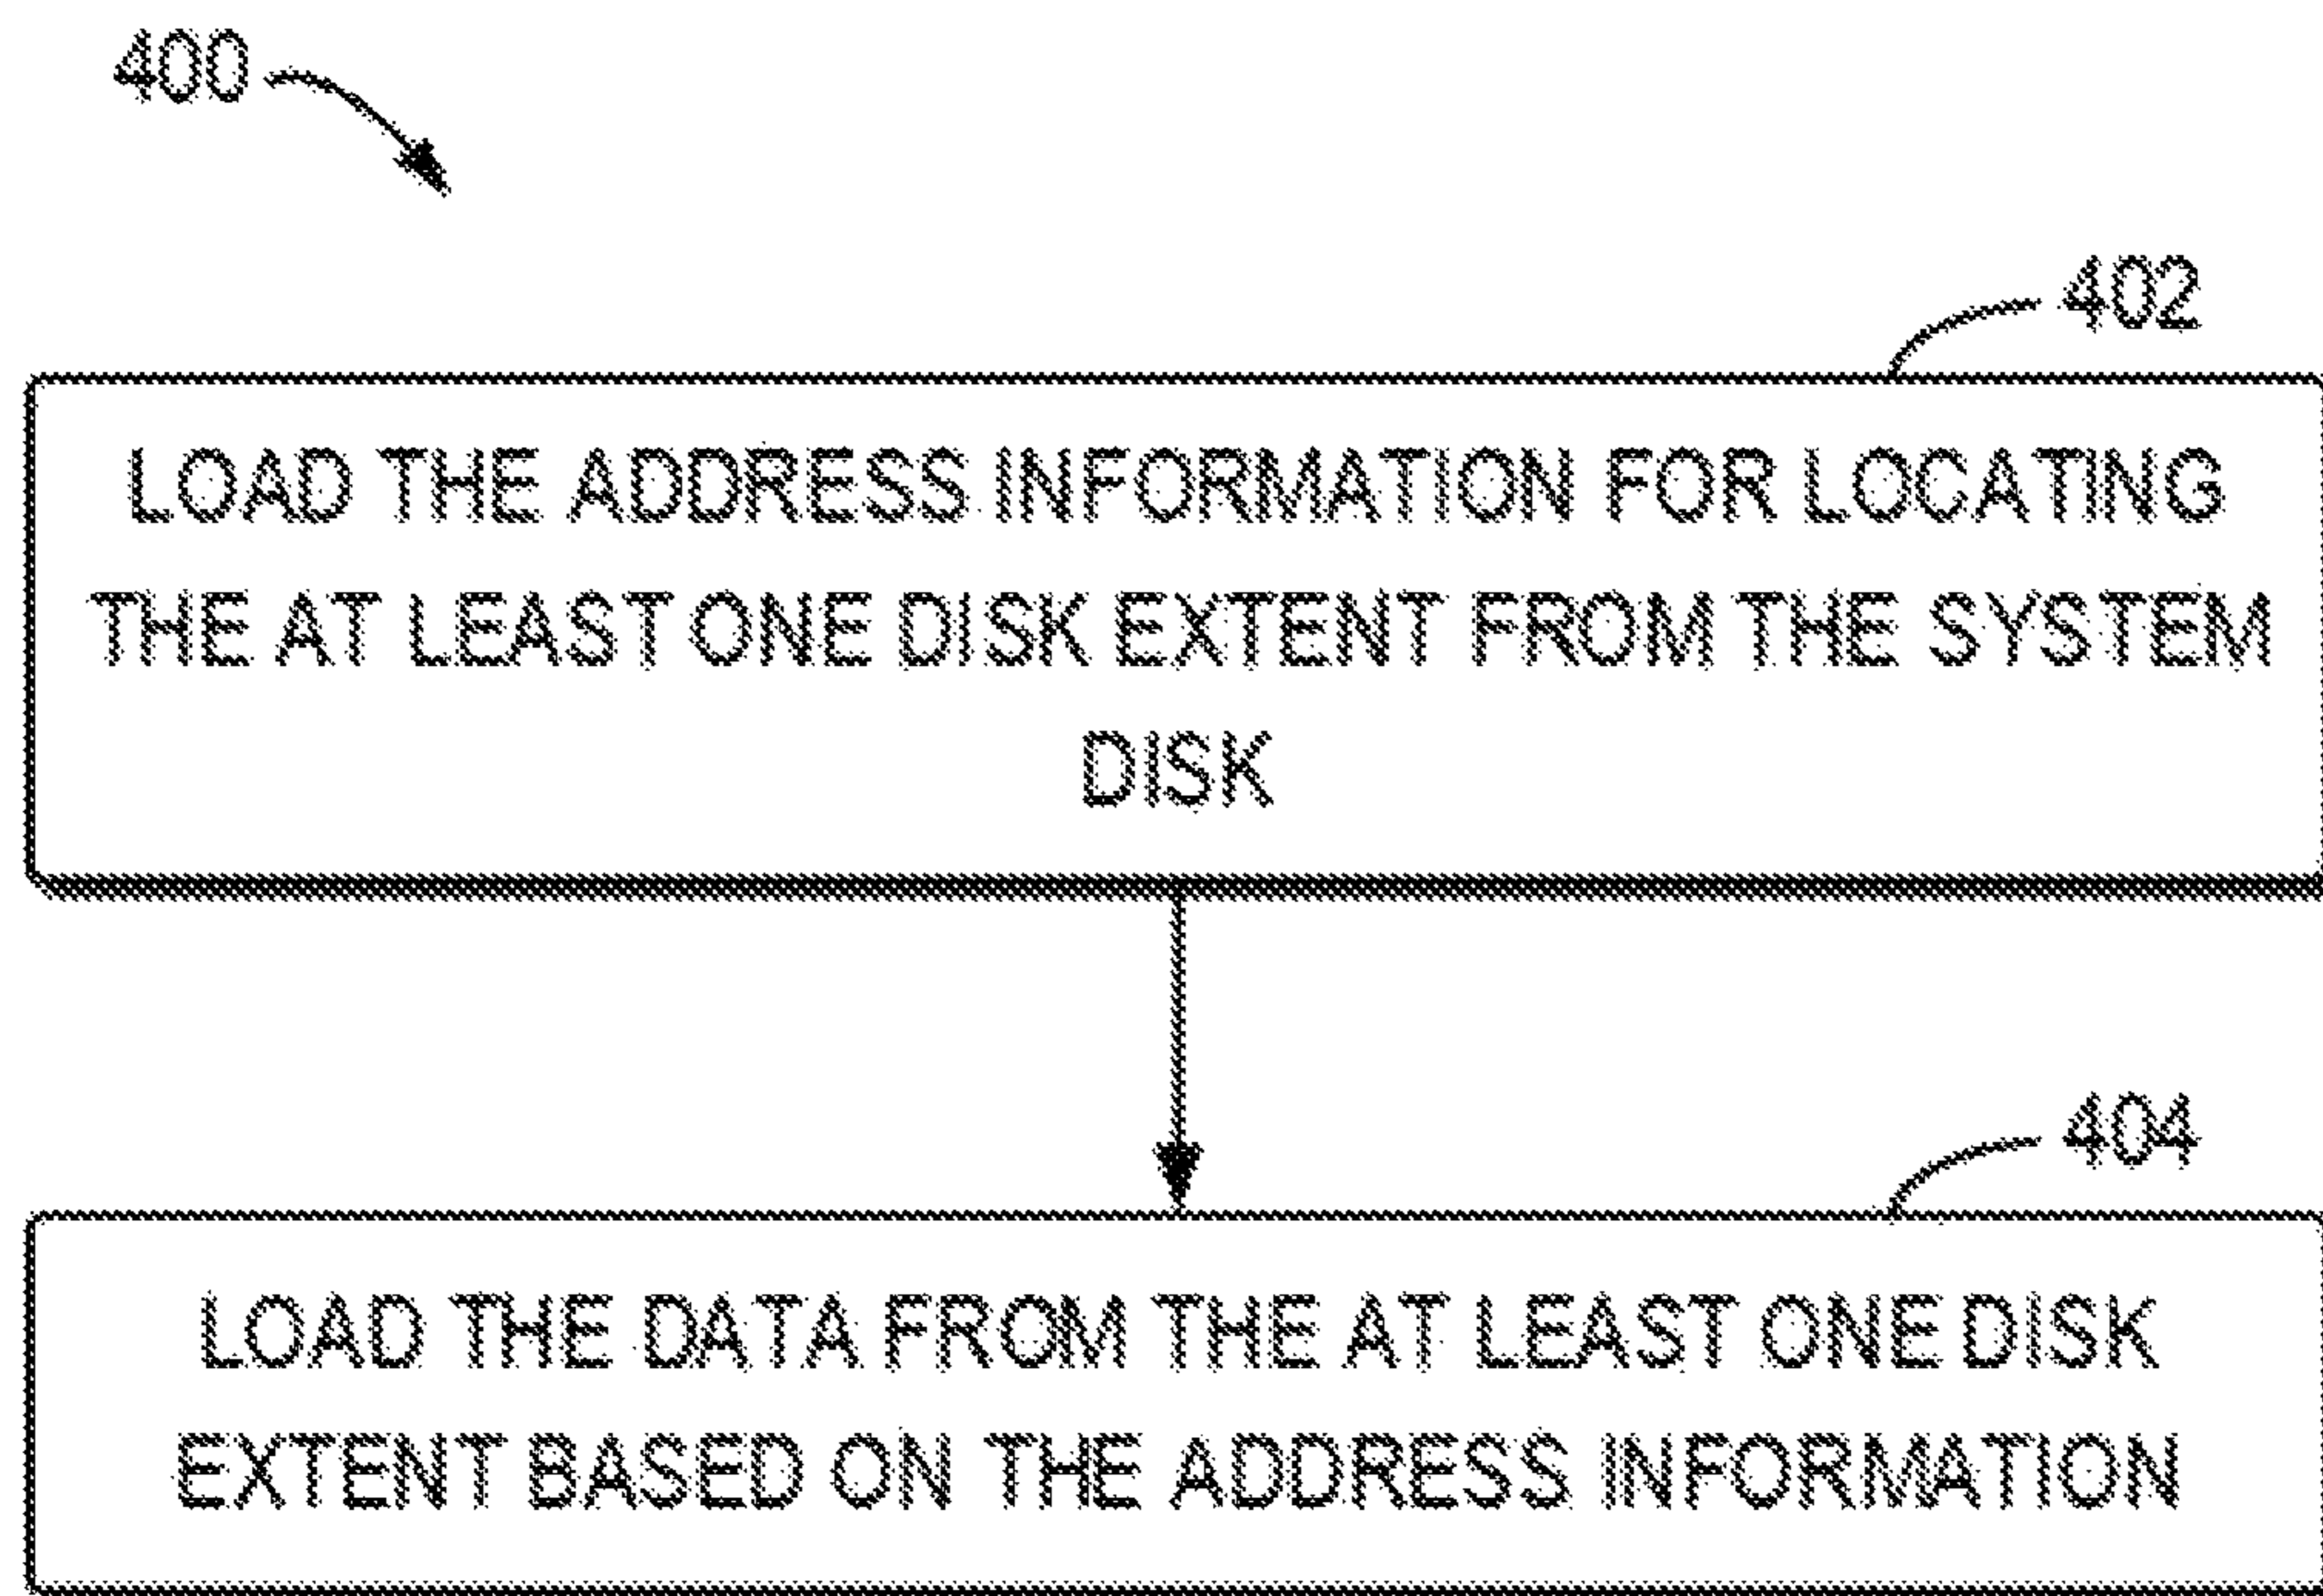 400
402
LOAD THE ADDRESS INFORMATION FOR LOCATING
THE AT LEAST ONE DISK EXTENT FROM THE SYSTEM
DISK
404
LOAD THE DATA FROM THE AT LEAST ONE DISK
EXTENT BASED ON THE ADDRESS INFORMATION